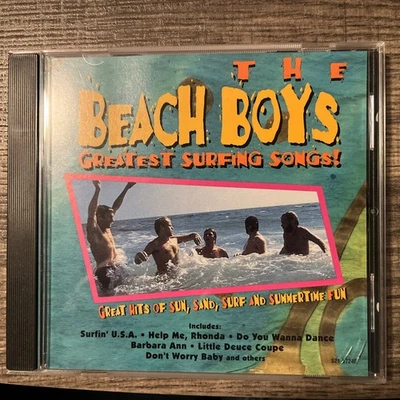 THE
BEACH BOYS
GREATEST SURFING SONGS!
GREAT HITS OF SUN, SAND, SURF AND SUMMERTIME FUN
Includes:
Surfin' U.S.A. • Help Me, Rhonda • Do You Wanna Dance
Barbara Ann • Little Deuce Coupe
Don't Worry Baby and others